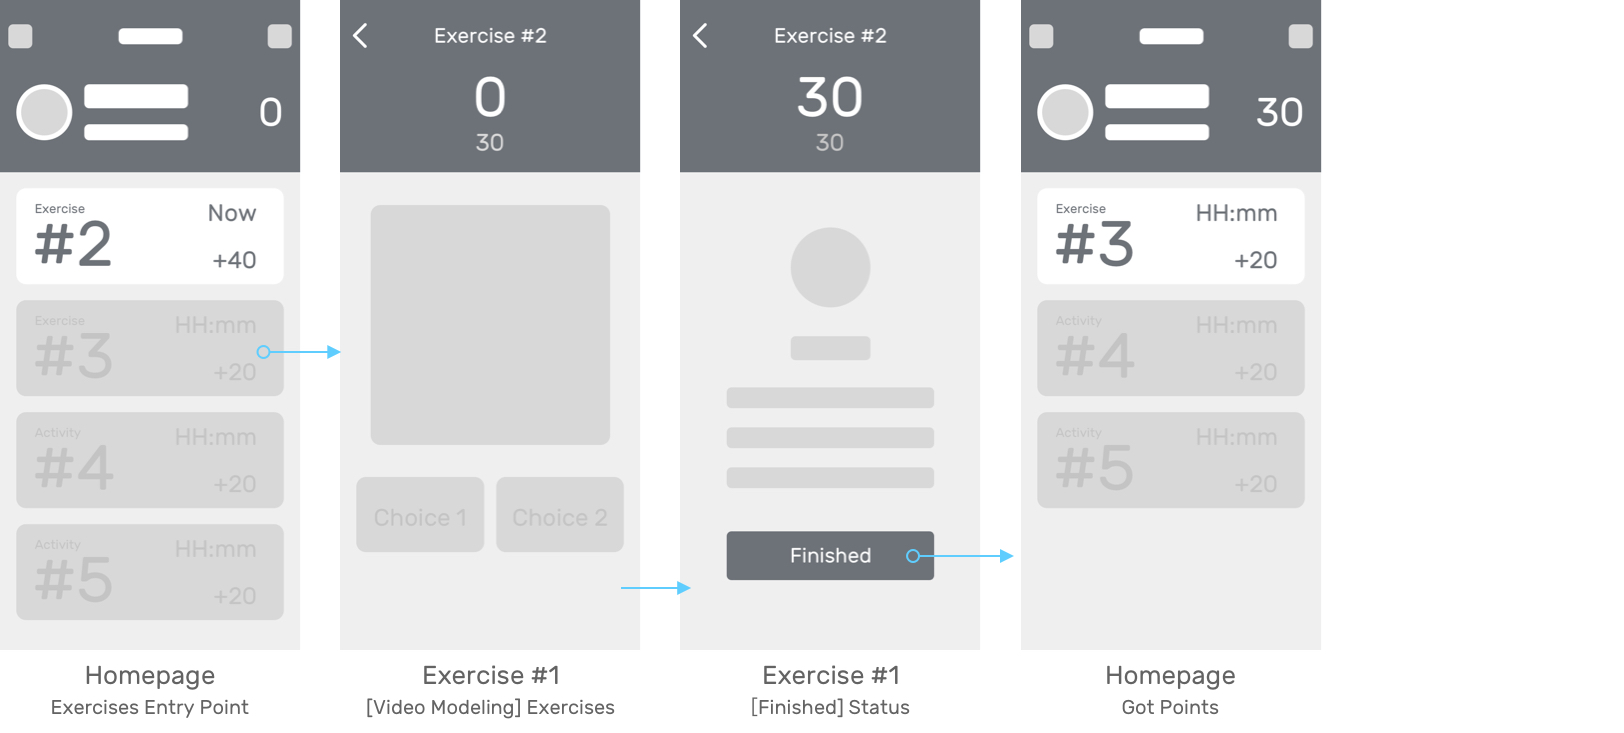 0
Exercise
#2
Now
+40
Exercise
#3
HH:mm
+20
Activity
#4
HH:mm
+20
Activity
#5
HH:mm
+20
Homepage
Exercises Entry Point
Exercise #2
0
30
Choice 1
Choice 2
Exercise #1
[Video Modeling] Exercises
Exercise #2
30
30
Finished
Exercise #1
[Finished] Status
30
Exercise
#3
HH:mm
+20
Activity
#4
HH:mm
+20
Activity
#5
HH:mm
+20
Homepage
Got Points